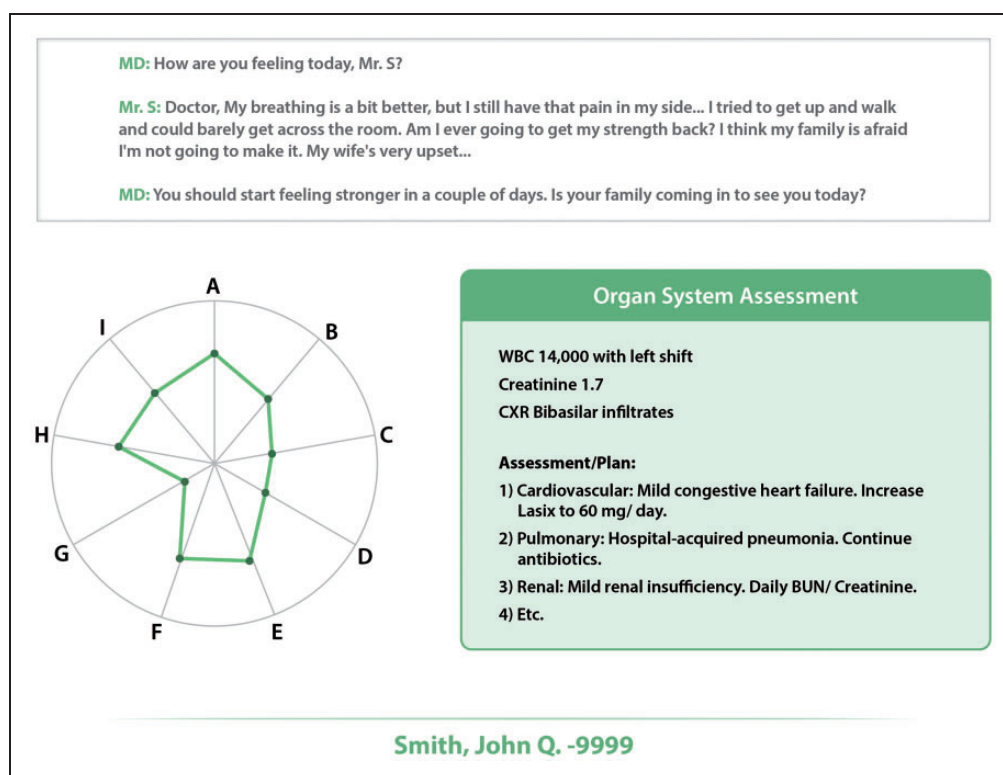 MD: How are you feeling today, Mr. S?
Mr. S: Doctor, My breathing is a bit better, but I still have that pain in my side... I tried to get up and walk
and could barely get across the room. Am I ever going to get my strength back? I think my family is afraid
I'm not going to make it. My wife's very upset...
MD: You should start feeling stronger in a couple of days. Is your family coming in to see you today?
A
B
C
D
E
F
G
H
I
Organ System Assessment
WBC 14,000 with left shift
Creatinine 1.7
CXR Bibasilar infiltrates
Assessment/Plan:
1) Cardiovascular: Mild congestive heart failure. Increase
Lasix to 60 mg/ day.
2) Pulmonary: Hospital-acquired pneumonia. Continue
antibiotics.
3) Renal: Mild renal insufficiency. Daily BUN/ Creatinine.
4) Etc.
Smith, John Q. -9999